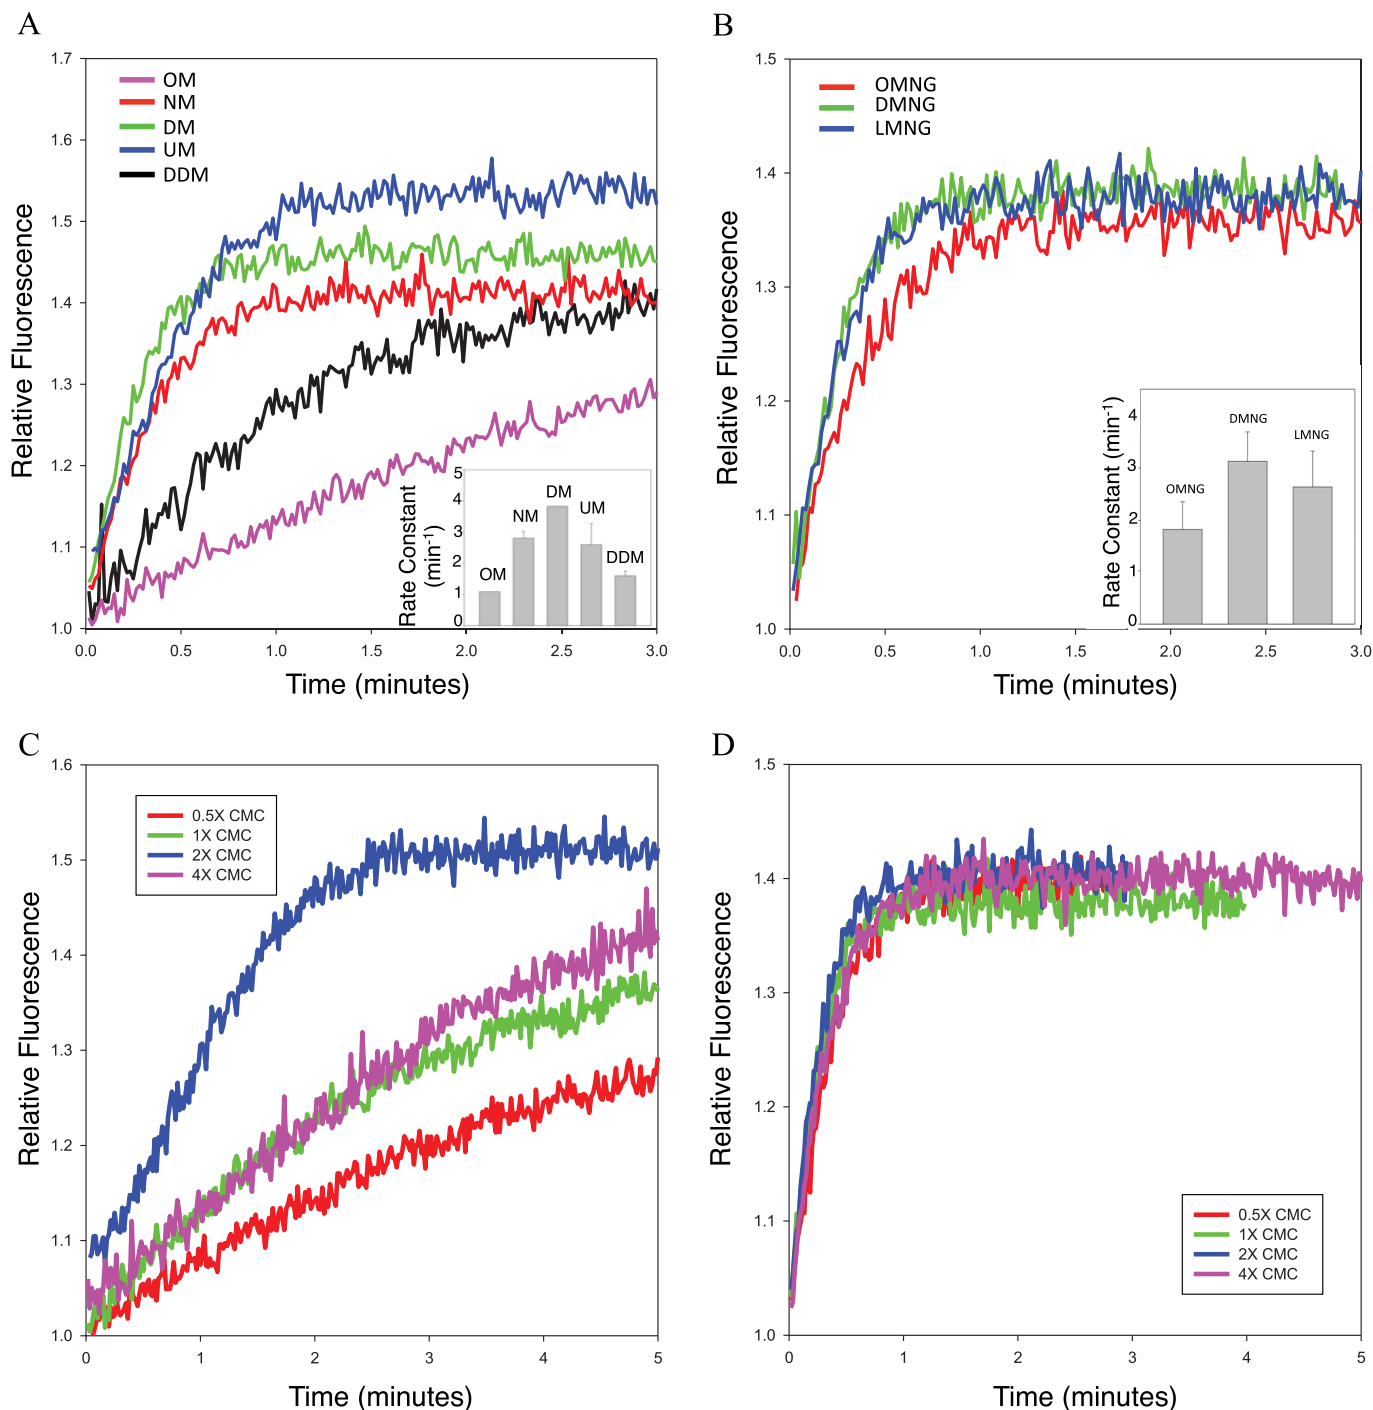 A
Relative Fluorescence
1.7
1.6
1.5
1.4
1.3
1.2
1.1
1.0
OM
NM
DM
UM
DDM
Rate Constant
(min-1)
5
4
3
2
1
0
OM
NM
DM
UM
DDM
0.0 0.5 1.0 1.5 2.0 2.5 3.0
Time (minutes)
B
Relative Fluorescence
1.5
1.4
1.3
1.2
1.1
1.0
OMNG
DMNG
LMNG
Rate Constant (min-1)
4
3
2
1
0
OMNG
DMNG
LMNG
0.0 0.5 1.0 1.5 2.0 2.5 3.0
Time (minutes)
C
Relative Fluorescence
1.6
1.5
1.4
1.3
1.2
1.1
1.0
0.5X CMC
1X CMC
2X CMC
4X CMC
0 1 2 3 4 5
Time (minutes)
D
Relative Fluorescence
1.5
1.4
1.3
1.2
1.1
1.0
0.5X CMC
1X CMC
2X CMC
4X CMC
0 1 2 3 4 5
Time (minutes)